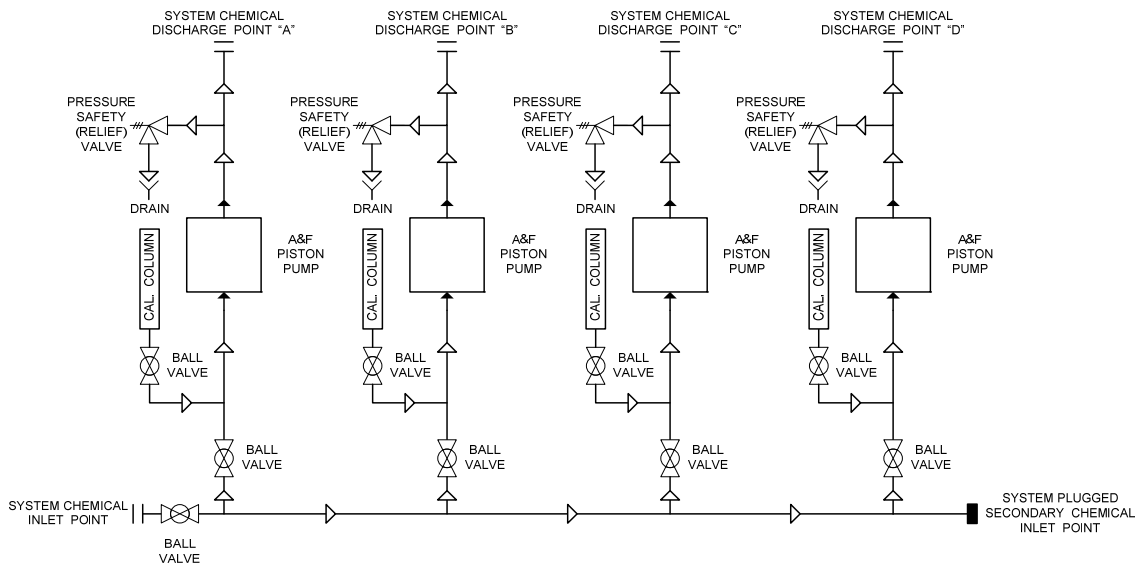 SYSTEM CHEMICAL
DISCHARGE POINT "A"
SYSTEM CHEMICAL
DISCHARGE POINT "B"
SYSTEM CHEMICAL
DISCHARGE POINT "C"
SYSTEM CHEMICAL
DISCHARGE POINT "D"
PRESSURE
SAFETY
(RELIEF)
VALVE
PRESSURE
SAFETY
(RELIEF)
VALVE
PRESSURE
SAFETY
(RELIEF)
VALVE
PRESSURE
SAFETY
(RELIEF)
VALVE
DRAIN
DRAIN
DRAIN
DRAIN
CAL. COLUMN
A&F
PISTON
PUMP
CAL. COLUMN
A&F
PISTON
PUMP
CAL. COLUMN
A&F
PISTON
PUMP
CAL. COLUMN
A&F
PISTON
PUMP
BALL
VALVE
BALL
VALVE
BALL
VALVE
BALL
VALVE
BALL
VALVE
BALL
VALVE
BALL
VALVE
BALL
VALVE
SYSTEM CHEMICAL
INLET POINT
BALL
VALVE
SYSTEM PLUGGED
SECONDARY CHEMICAL
INLET POINT